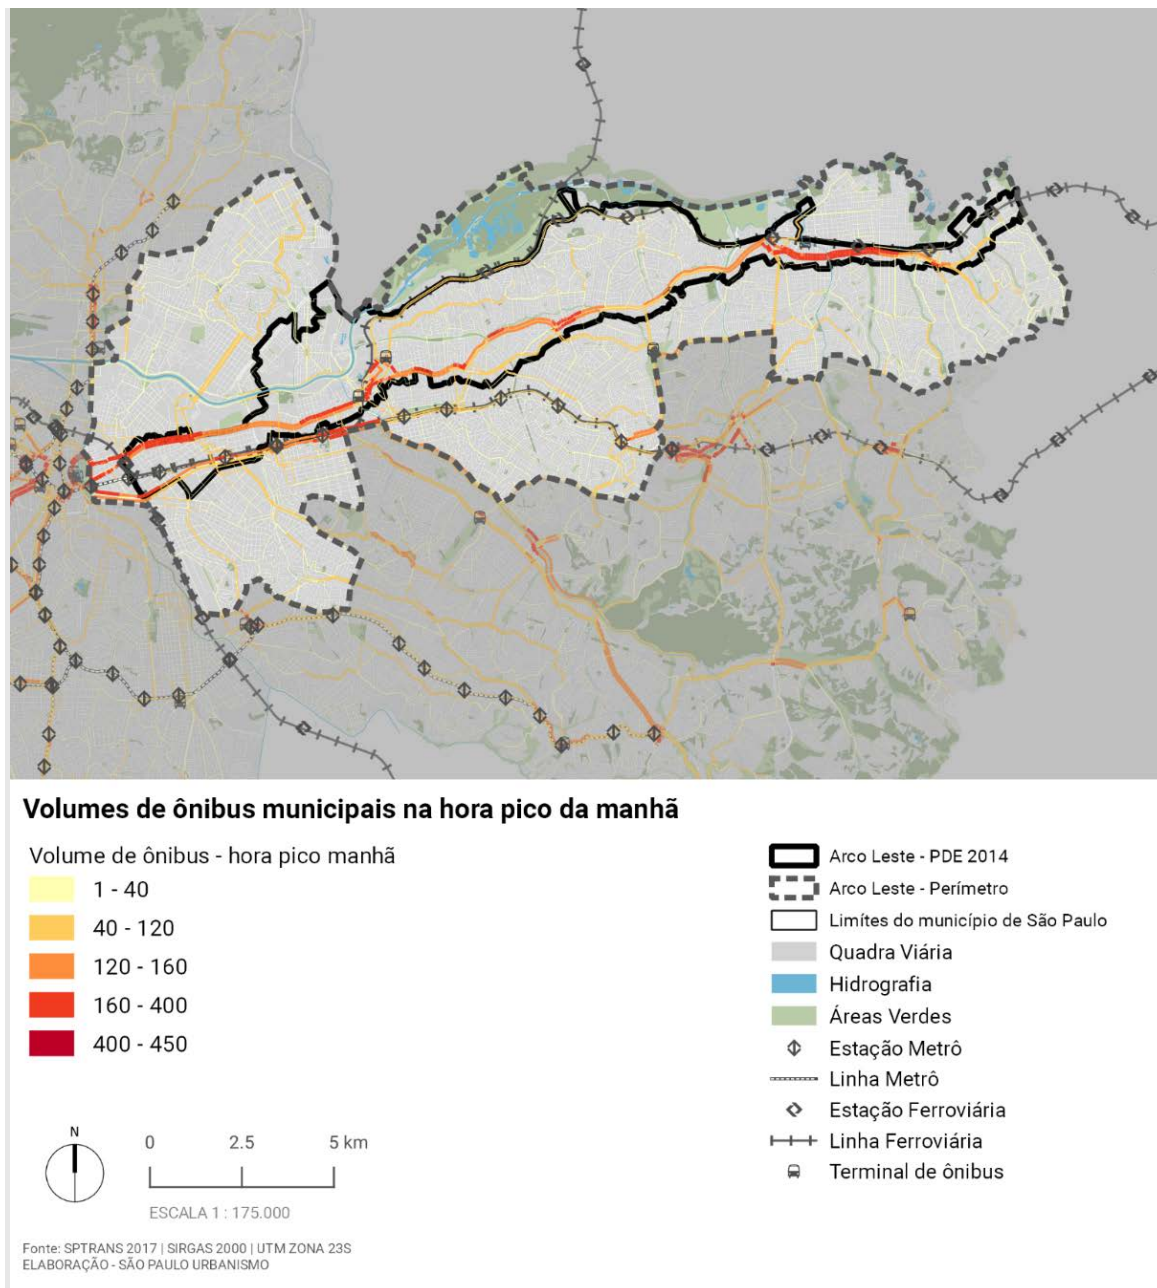 Volumes de ônibus municipais na hora pico da manhã
Volume de ônibus - hora pico manhã
1 - 40
40 - 120
120 - 160
160 - 400
400 - 450
Arco Leste - PDE 2014
Arco Leste - Perímetro
Limítes do município de São Paulo
Quadra Viária
Hidrografia
Áreas Verdes
Estação Metrô
Linha Metrô
Estação Ferroviária
Linha Ferroviária
Terminal de ônibus
N
0 2.5 5 km
ESCALA 1 : 175.000
Fonte: SPTRANS 2017 | SIRGAS 2000 | UTM ZONA 23S
ELABORAÇÃO - SÃO PAULO URBANISMO